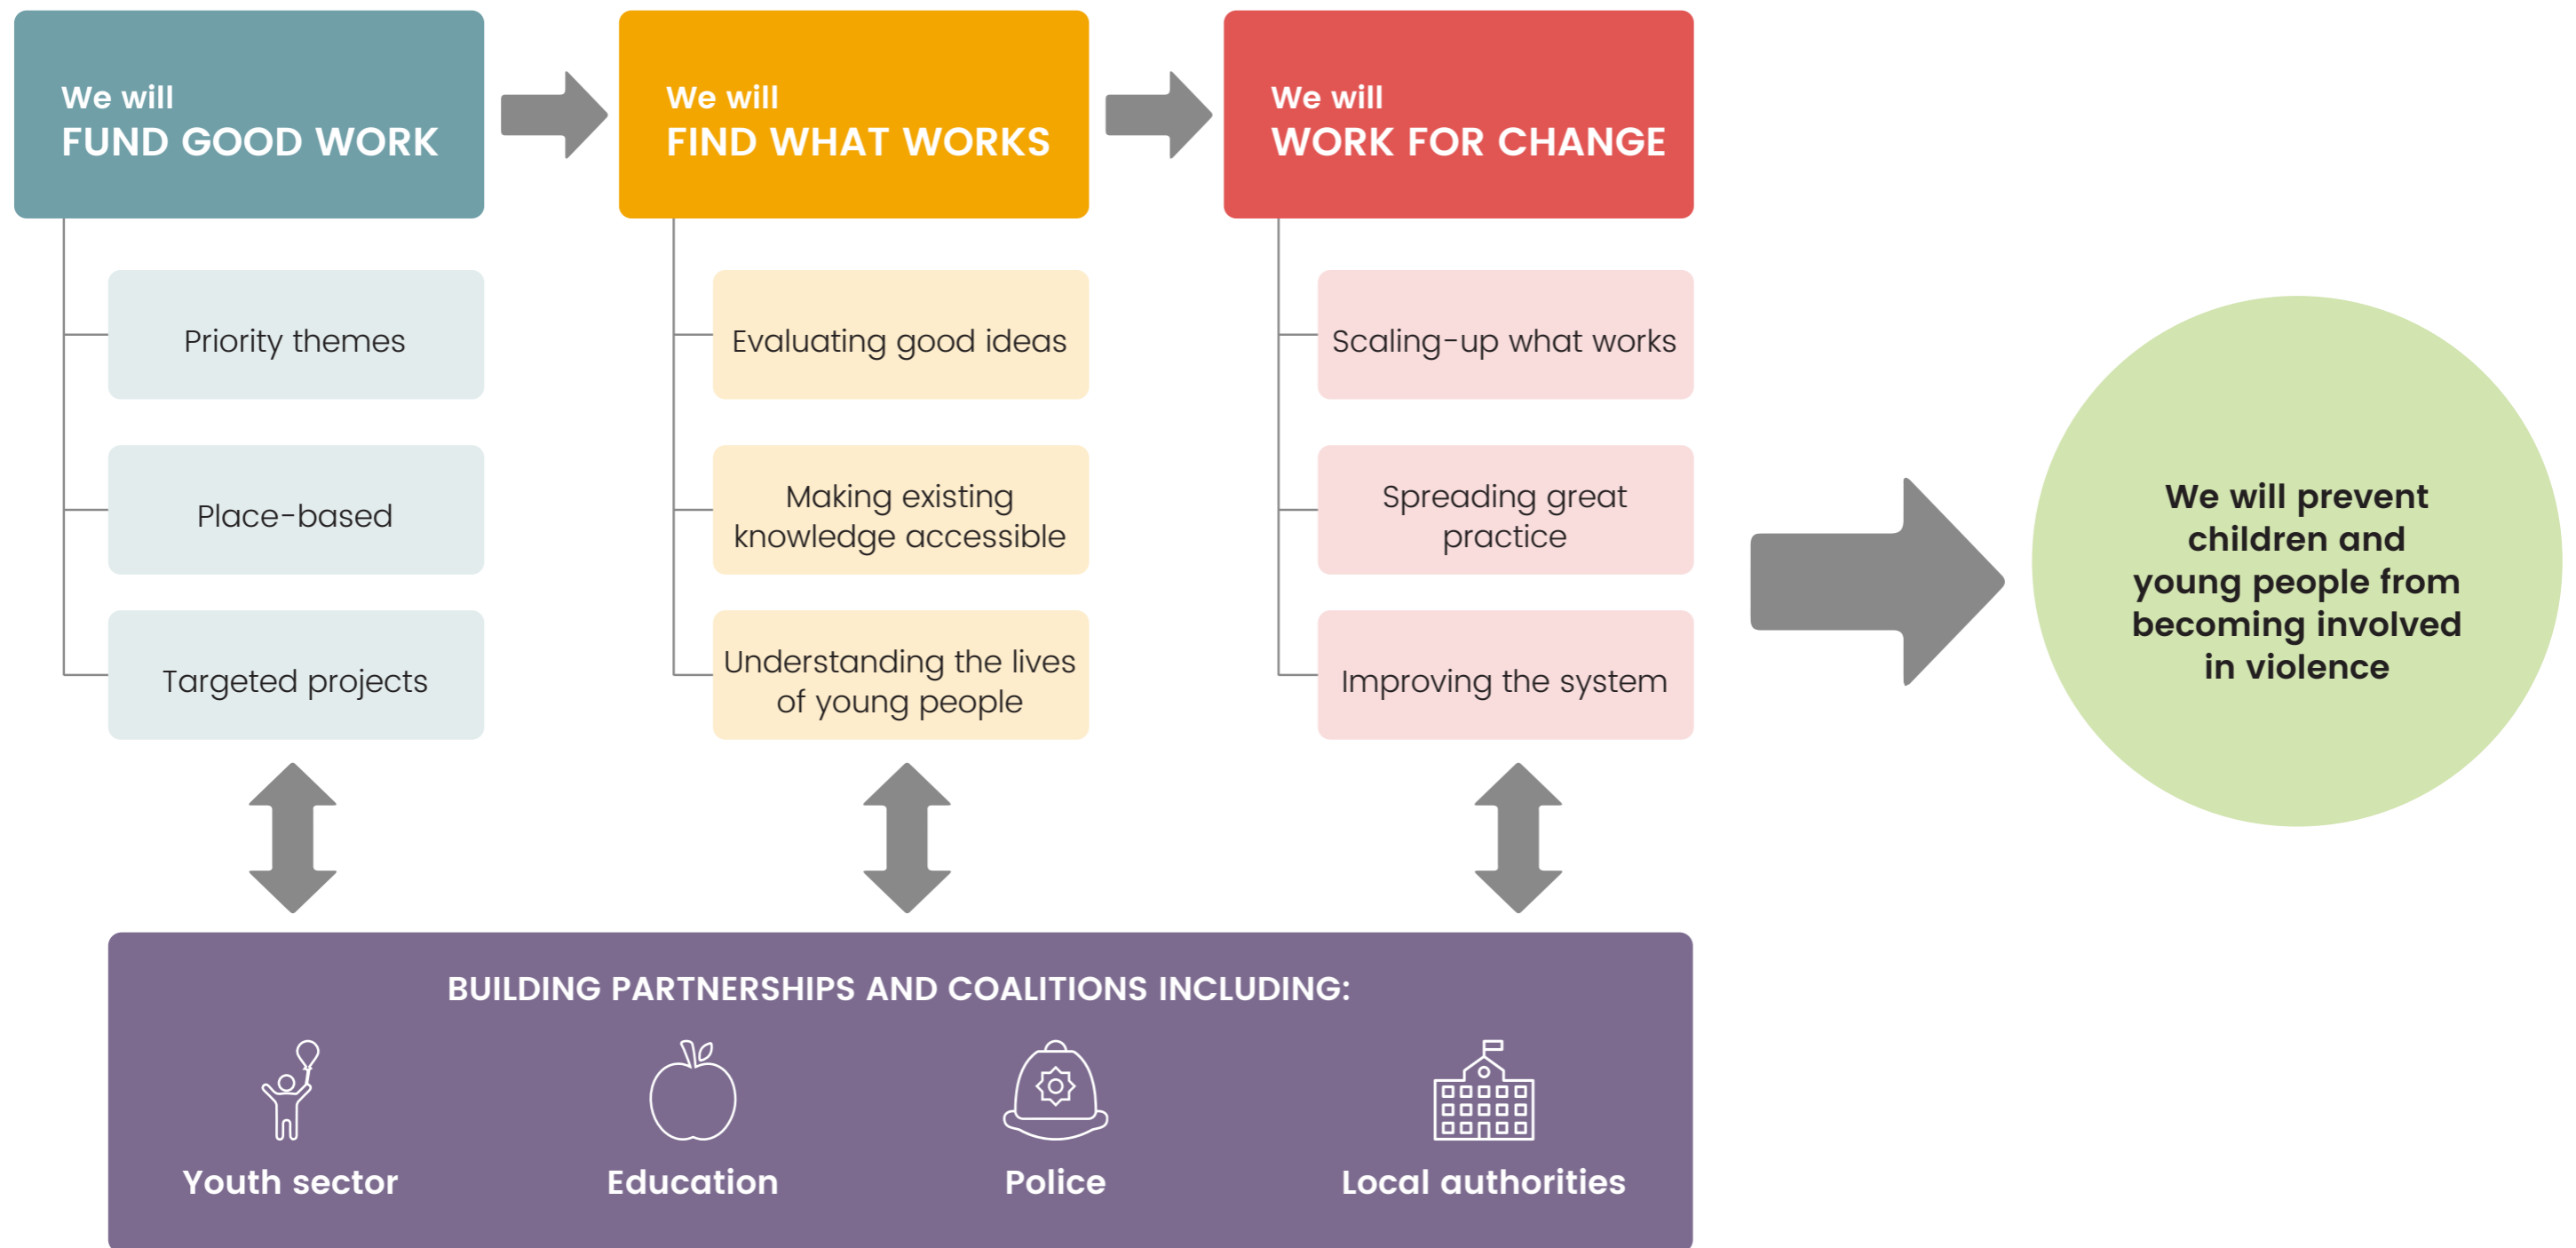 We will
FUND GOOD WORK
Priority themes
Place-based
Targeted projects
We will
FIND WHAT WORKS
Evaluating good ideas
Making existing
knowledge accessible
Understanding the lives
of young people
We will
WORK FOR CHANGE
Scaling-up what works
Spreading great
practice
Improving the system
We will prevent
children and
young people from
becoming involved
in violence
BUILDING PARTNERSHIPS AND COALITIONS INCLUDING:
Youth sector
Education
Police
Local authorities